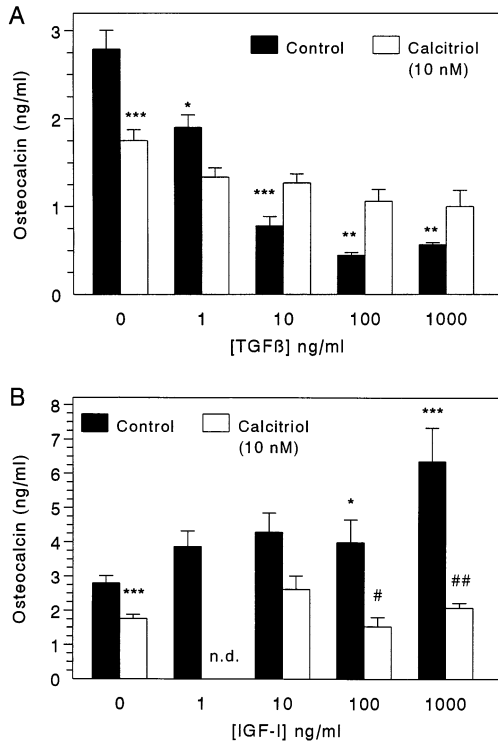 A
3
2
1
0
Osteocalcin (ng/ml)
Control
Calcitriol
(10 nM)
***
*
***
**
**
0 1 10 100 1000
[TGFß] ng/ml
B
8
7
6
5
4
3
2
1
0
Osteocalcin (ng/ml)
Control
Calcitriol
(10 nM)
***
n.d.
*
#
***
##
0 1 10 100 1000
[IGF-I] ng/ml